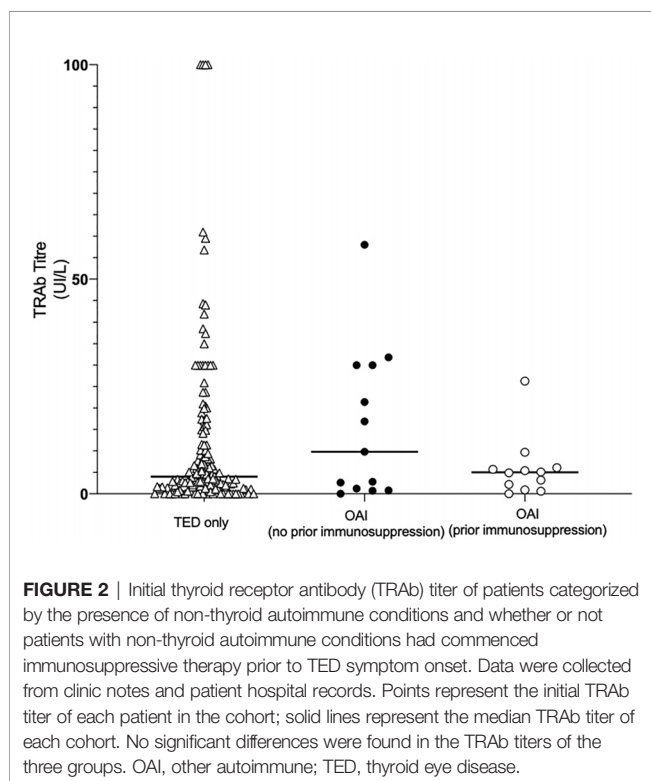 100
50
0
TRAb Titre
(UI/L)
TED only
OAI
(no prior immunosuppression)
OAI
(prior immunosuppression)
FIGURE 2 | Initial thyroid receptor antibody (TRAb) titer of patients categorized
by the presence of non-thyroid autoimmune conditions and whether or not
patients with non-thyroid autoimmune conditions had commenced
immunosuppressive therapy prior to TED symptom onset. Data were collected
from clinic notes and patient hospital records. Points represent the initial TRAb
titer of each patient in the cohort; solid lines represent the median TRAb titer of
each cohort. No significant differences were found in the TRAb titers of the
three groups. OAI, other autoimmune; TED, thyroid eye disease.